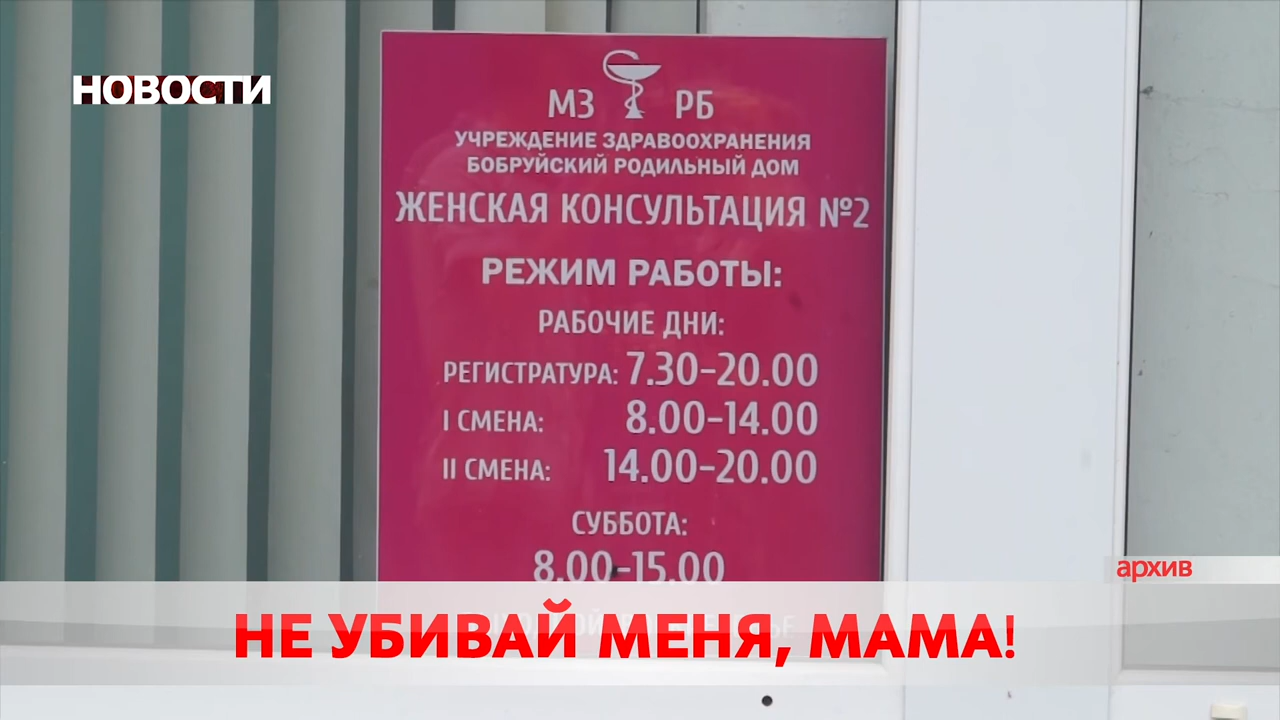 НОВОСТИ
МЗ РБ
УЧРЕЖДЕНИЕ ЗДРАВООХРАНЕНИЯ
БОБРУЙСКИЙ РОДИЛЬНЫЙ ДОМ
ЖЕНСКАЯ КОНСУЛЬТАЦИЯ №2
РЕЖИМ РАБОТЫ:
РАБОЧИЕ ДНИ:
РЕГИСТРАТУРА: 7.30-20.00
I СМЕНА: 8.00-14.00
II СМЕНА: 14.00-20.00
СУББОТА:
8.00-15.00
архив
НЕ УБИВАЙ МЕНЯ, МАМА!